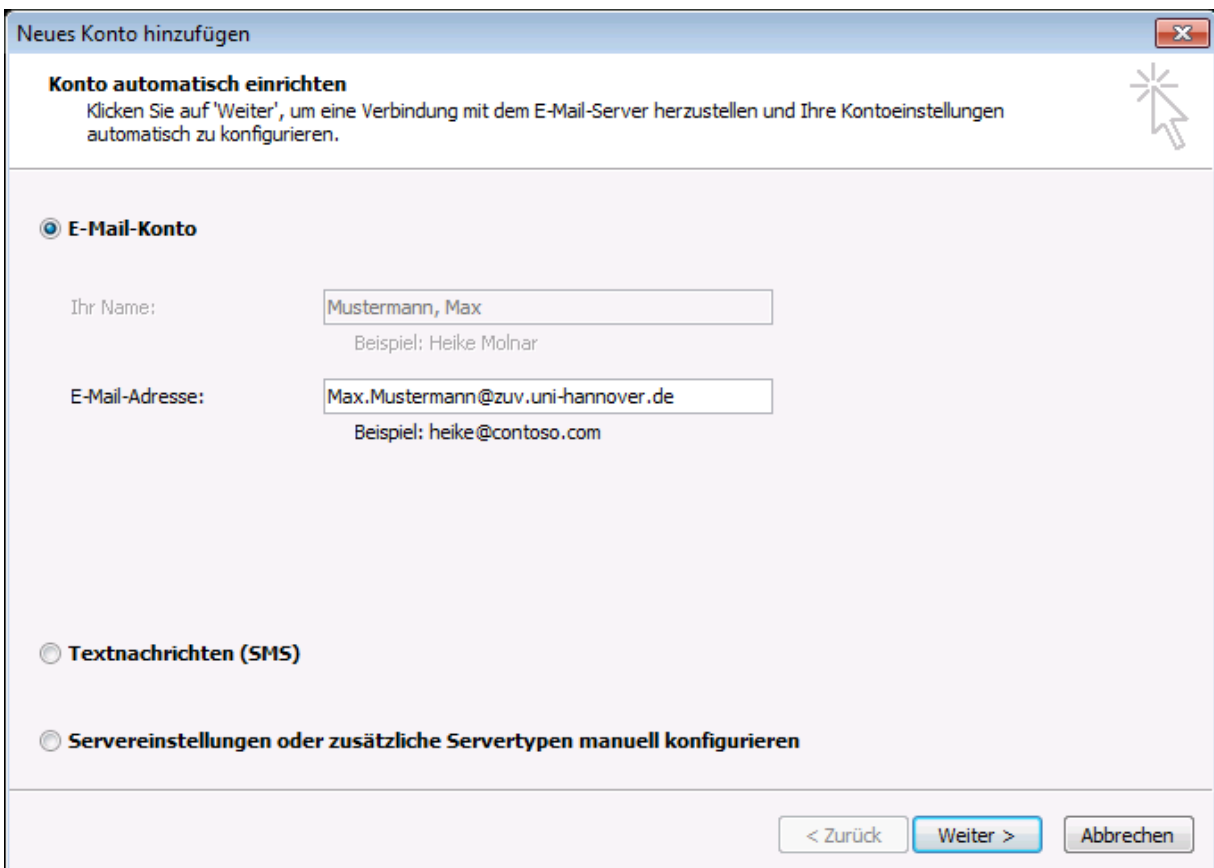 Neues Konto hinzufügen
Konto automatisch einrichten
Klicken Sie auf 'Weiter', um eine Verbindung mit dem E-Mail-Server herzustellen und Ihre Kontoeinstellungen
automatisch zu konfigurieren.
E-Mail-Konto
Ihr Name: Mustermann, Max
Beispiel: Heike Molnar
E-Mail-Adresse: Max.Mustermann@zuv.uni-hannover.de
Beispiel: heike@contoso.com
Textnachrichten (SMS)
Servereinstellungen oder zusätzliche Servertypen manuell konfigurieren
< Zurück Weiter > Abbrechen